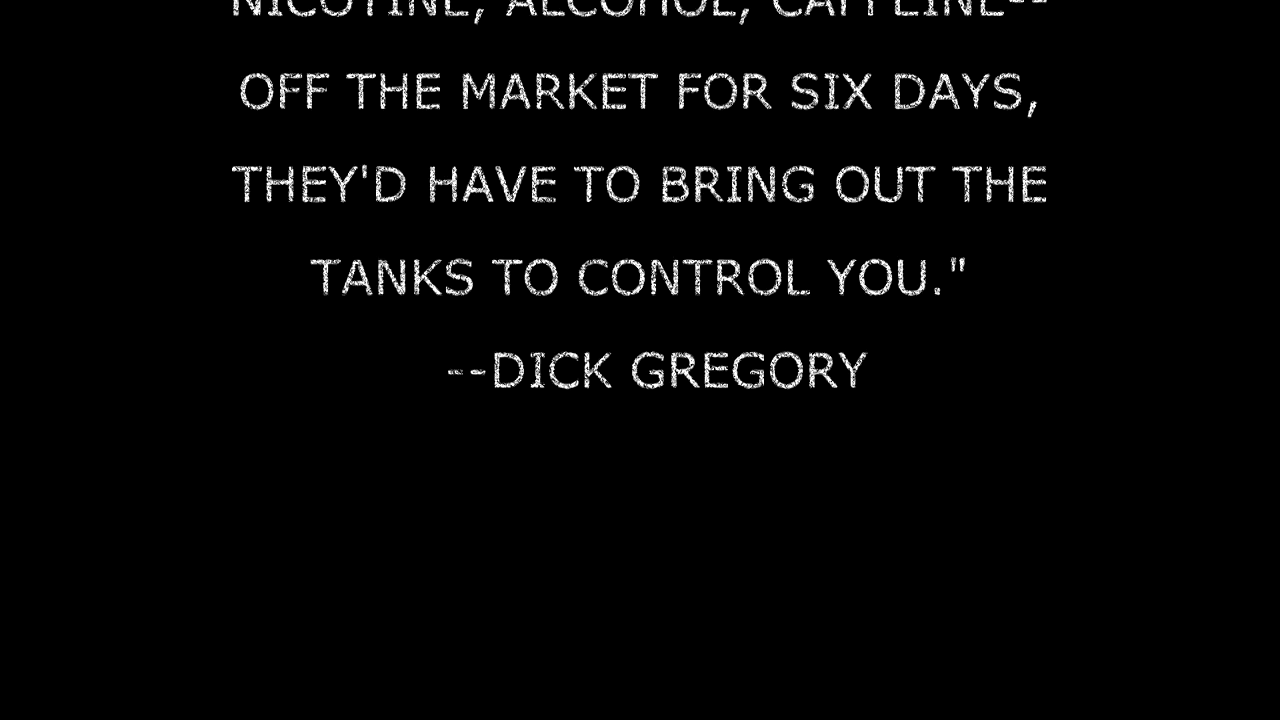 NICOTINE, ALCOHOL, CAFFEINE--
OFF THE MARKET FOR SIX DAYS,
THEY'D HAVE TO BRING OUT THE
TANKS TO CONTROL YOU."
--DICK GREGORY